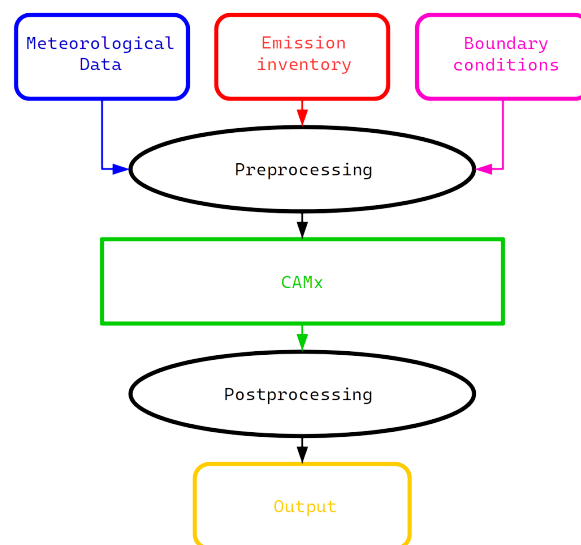 Meteorological
Data
Emission
inventory
Boundary
conditions
Preprocessing
CAMx
Postprocessing
Output